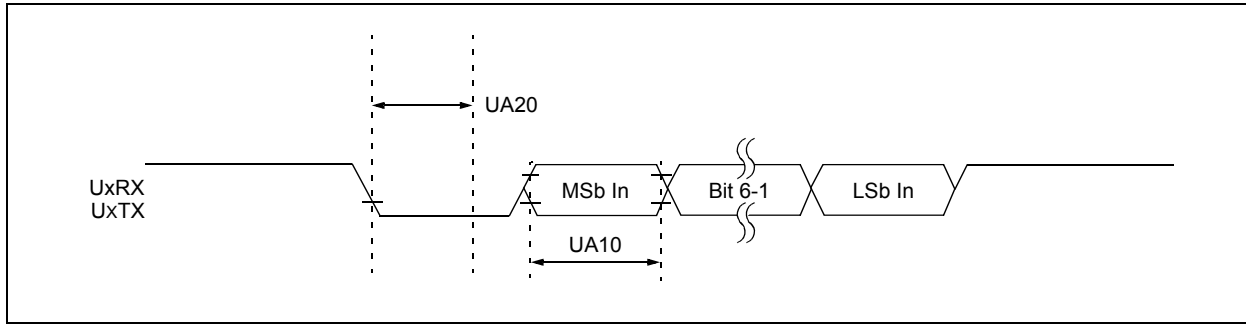 UA20
UxRX
UxTX
MSb In
Bit 6-1
LSb In
UA10